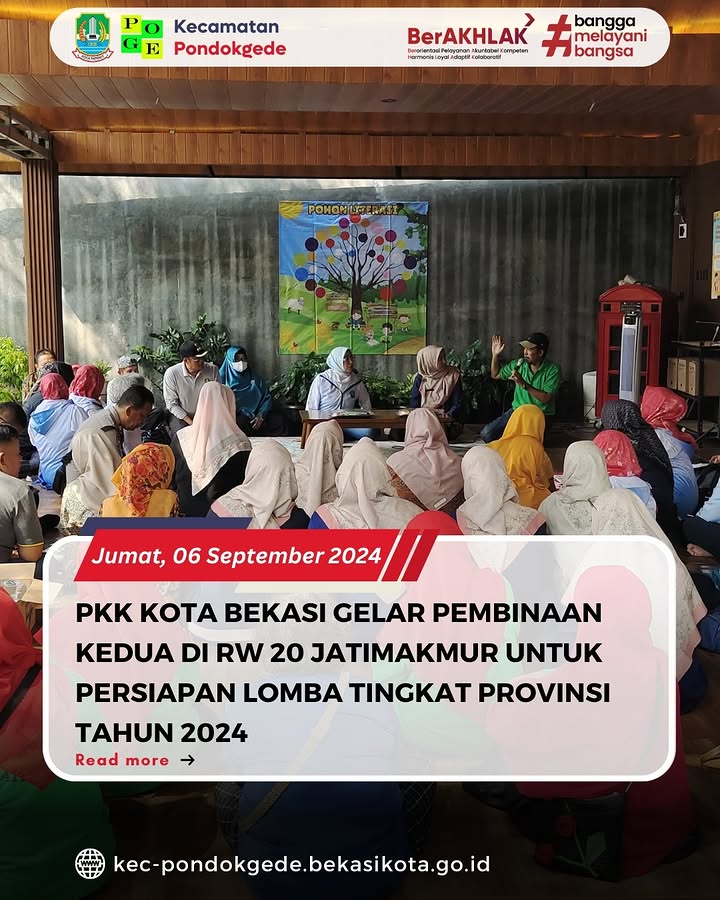 POGE
Kecamatan
Pondokgede
BerAKHLAK
Berorientasi Pelayanan Akuntabel Kompeten
Harmonis Loyal Adaptif Kolaboratif
#bangga
melayani
bangsa
POHON LITERASI
Jumat, 06 September 2024
PKK KOTA BEKASI GELAR PEMBINAAN
KEDUA DI RW 20 JATIMAKMUR UNTUK
PERSIAPAN LOMBA TINGKAT PROVINSI
TAHUN 2024
Read more →
kec-pondokgede.bekasikota.go.id